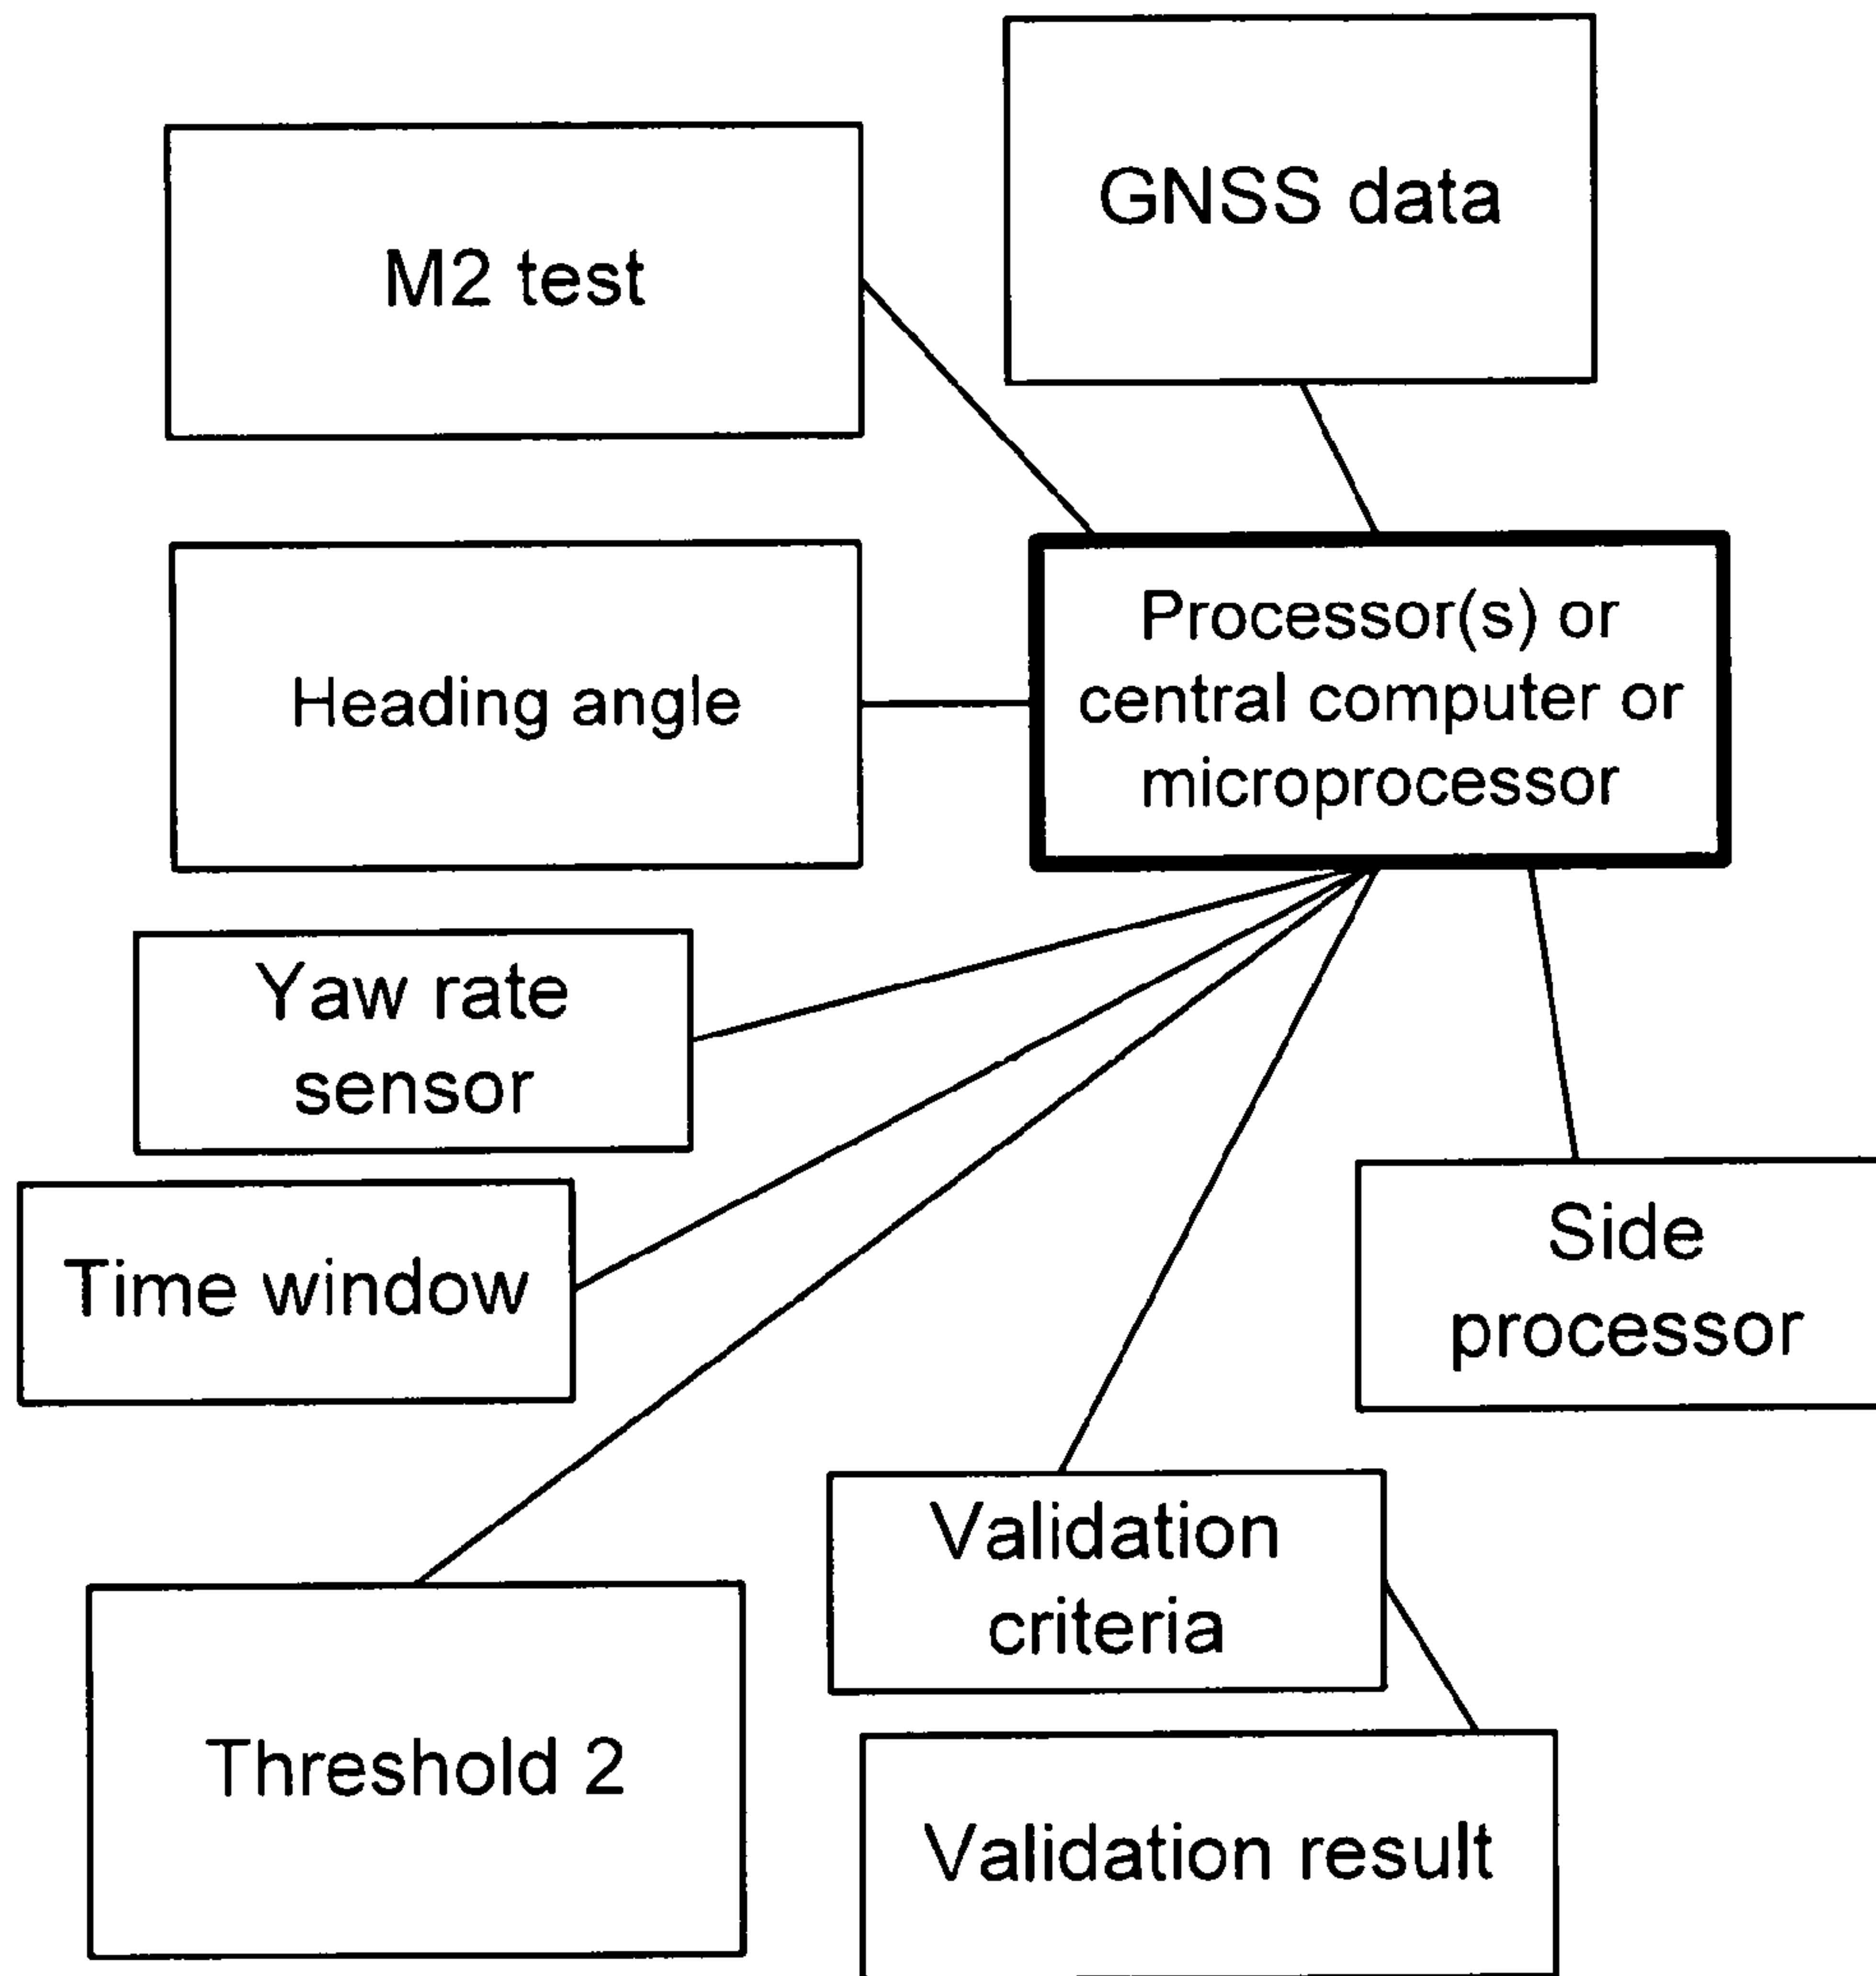 GNSS data
M2 test
Processor(s) or
central computer or
microprocessor
Heading angle
Yaw rate
sensor
Time window
Side
processor
Validation
criteria
Threshold 2
Validation result